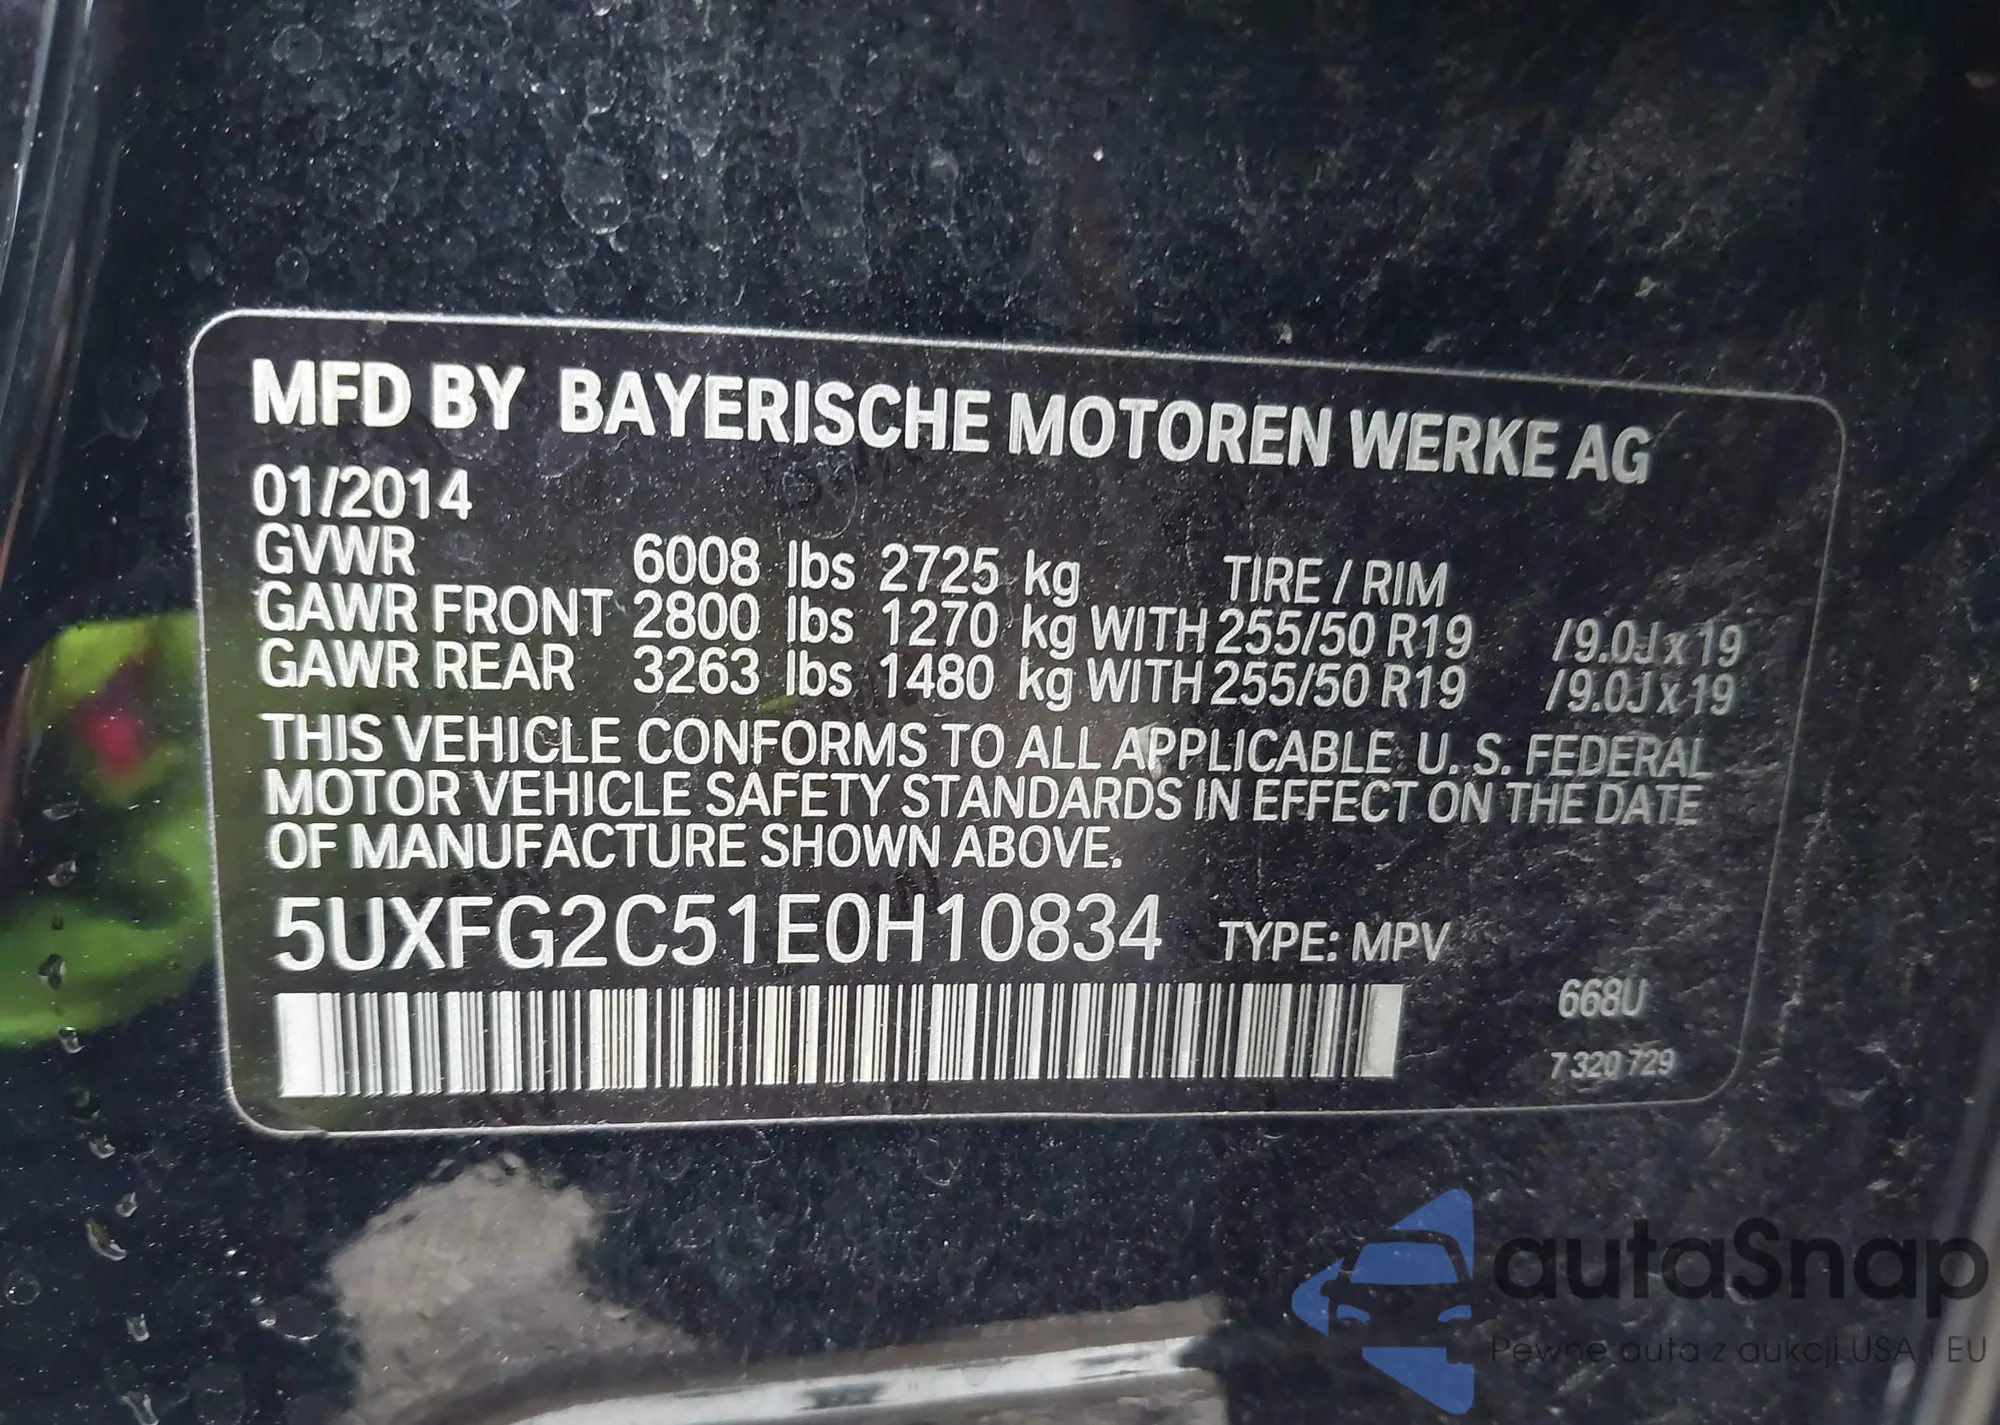 MFD BY BAYERISCHE MOTOREN WERKE AG
01/2014
GVWR 6008 lbs 2725 kg TIRE / RIM
GAWR FRONT 2800 lbs 1270 kg WITH 255/50 R19 /9.0J x 19
GAWR REAR 3263 lbs 1480 kg WITH 255/50 R19 /9.0J x 19
THIS VEHICLE CONFORMS TO ALL APPLICABLE U. S. FEDERAL
MOTOR VEHICLE SAFETY STANDARDS IN EFFECT ON THE DATE
OF MANUFACTURE SHOWN ABOVE.
5UXFG2C51E0H10834 TYPE: MPV
668U
7 320 729
autaSnap
Pewne auta z aukcji USA i EU